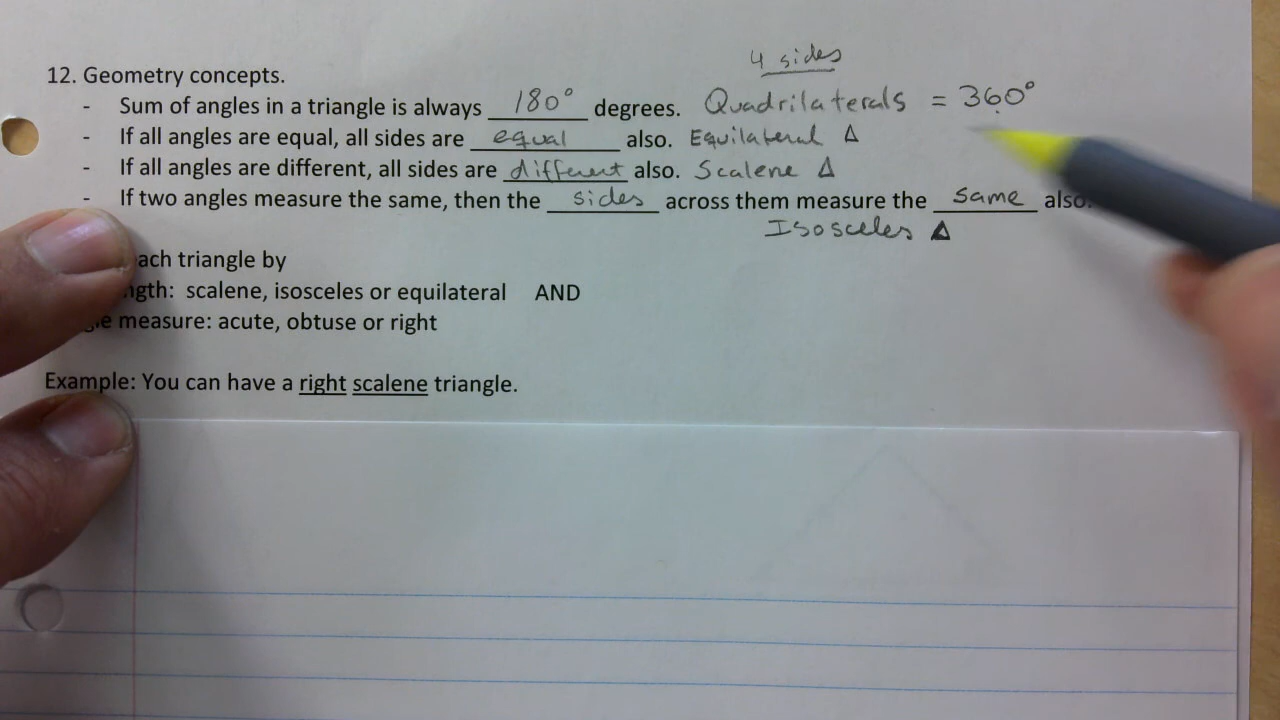 4 sides
12. Geometry concepts.
- Sum of angles in a triangle is always 180° degrees. Quadrilaterals = 360°
- If all angles are equal, all sides are equal also. Equilateral Δ
- If all angles are different, all sides are different also. Scalene Δ
- If two angles measure the same, then the sides across them measure the same also.
Isosceles Δ
triangle by
scalene, isosceles or equilateral AND
measure: acute, obtuse or right
Example: You can have a right scalene triangle.